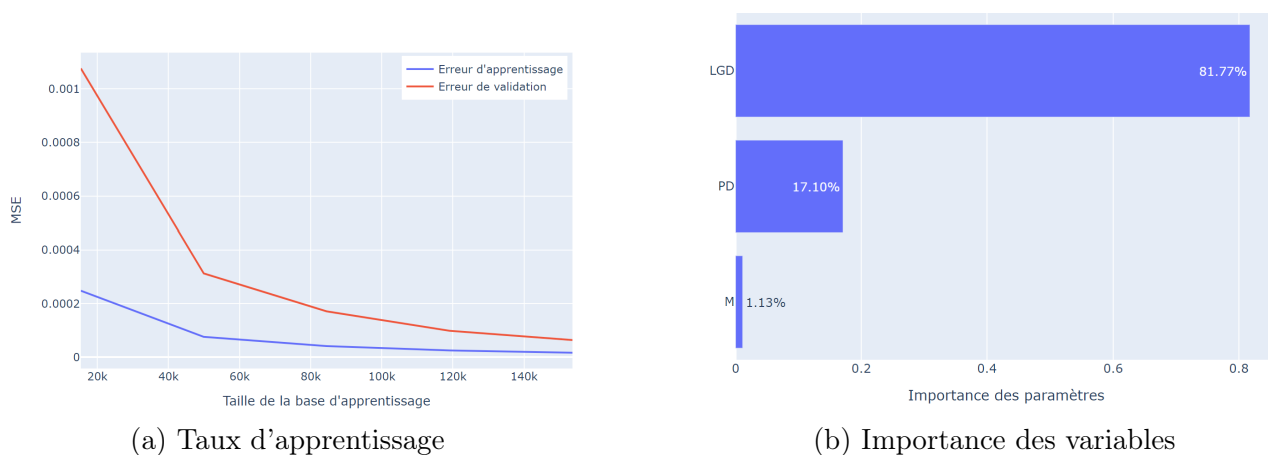 Erreur d'apprentissage
Erreur de validation
0.001
0.0008
0.0006
0.0004
0.0002
0
MSE
20k 40k 60k 80k 100k 120k 140k
Taille de la base d'apprentissage
(a) Taux d'apprentissage
LGD 81.77%
PD 17.10%
M 1.13%
0 0.2 0.4 0.6 0.8
Importance des paramètres
(b) Importance des variables